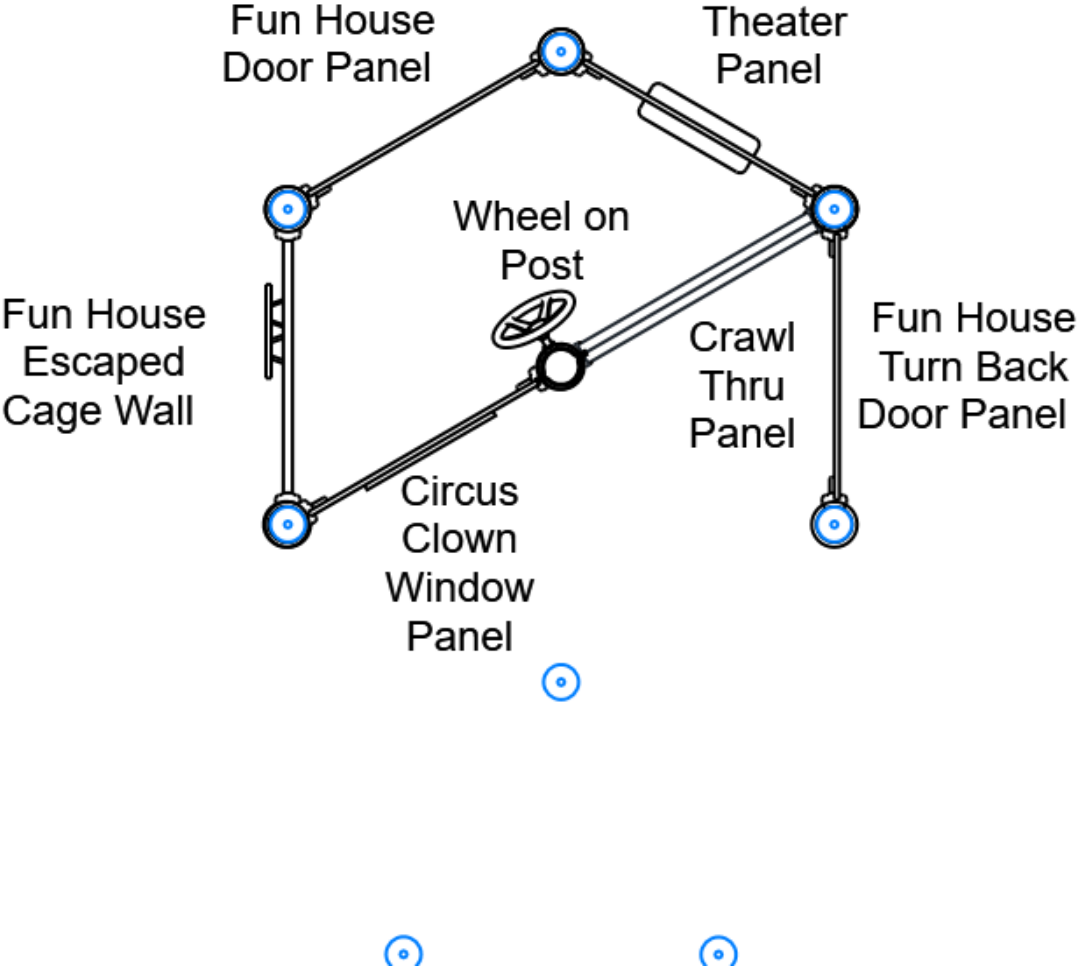 Fun House
Door Panel
Theater
Panel
Wheel on
Post
Fun House
Escaped
Cage Wall
Crawl
Thru
Panel
Fun House
Turn Back
Door Panel
Circus
Clown
Window
Panel